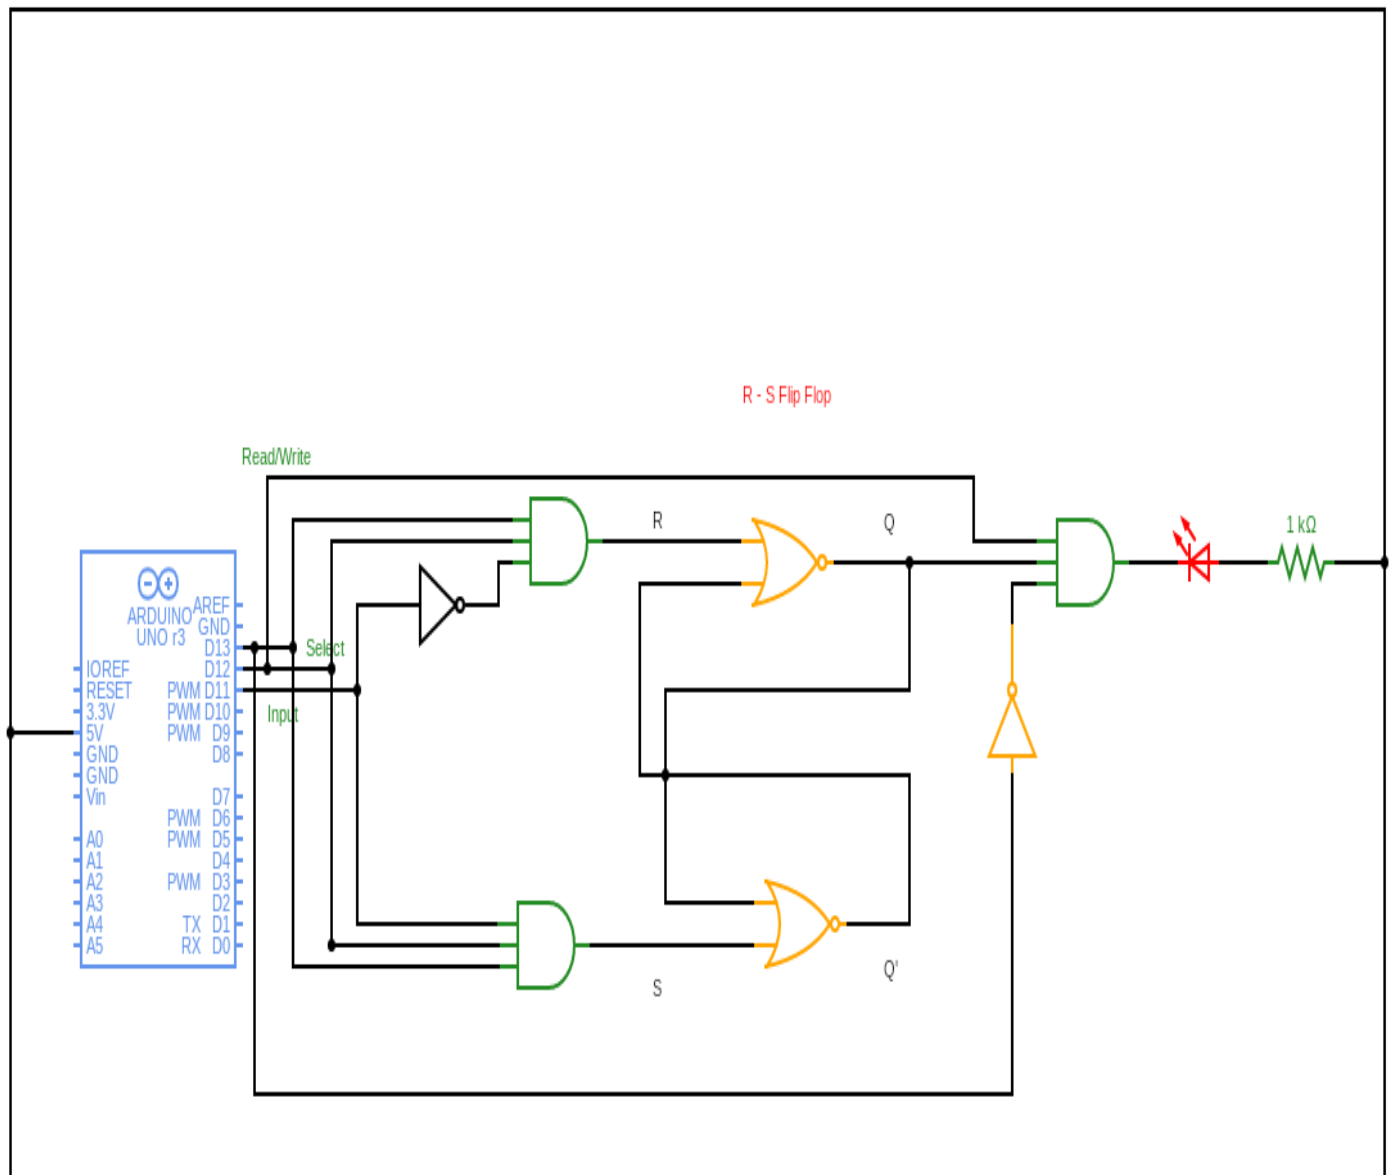 R - S Flip Flop
Read/Write
R
Q
1 kΩ
ARDUINO
UNO r3
AREF
GND
D13
Select
IOREF
D12
RESET
PWM D11
3.3V
PWM D10
Input
5V
PWM D9
GND
D8
GND
Vin
D7
PWM D6
A0
PWM D5
A1
D4
A2
PWM D3
A3
D2
A4
TX D1
A5
RX D0
Q'
S